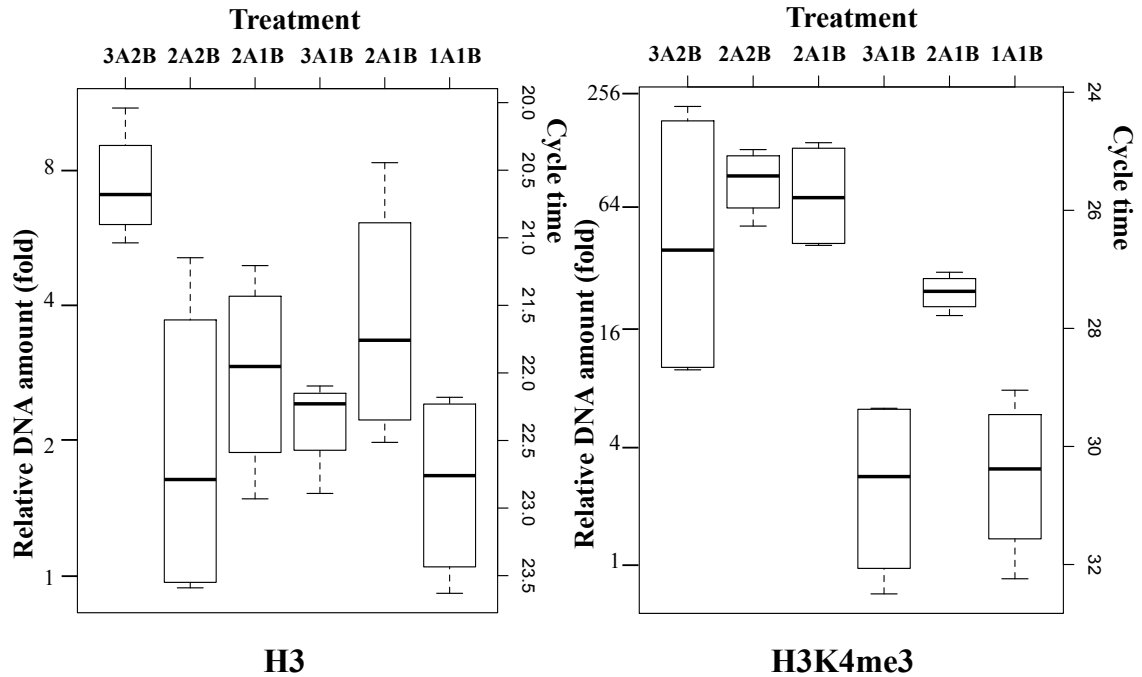 Treatment
3A2B 2A2B 2A1B 3A1B 2A1B 1A1B
Relative DNA amount (fold)
8
4
2
1
20.0
20.5
21.0
21.5
22.0
22.5
23.0
23.5
Cycle time
H3
Treatment
3A2B 2A2B 2A1B 3A1B 2A1B 1A1B
Relative DNA amount (fold)
256
64
16
4
1
24
26
28
30
32
Cycle time
H3K4me3